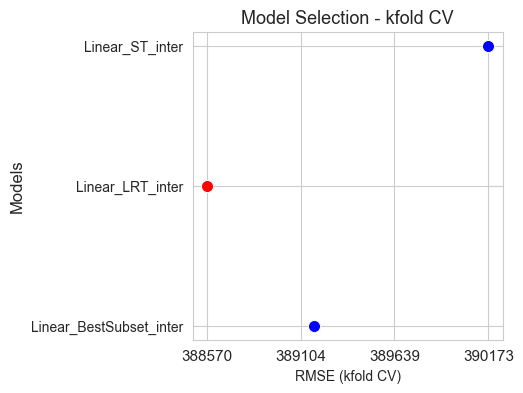 Model Selection - kfold CV
Linear_ST_inter
Linear_LRT_inter
Linear_BestSubset_inter
Models
388570 389104 389639 390173
RMSE (kfold CV)